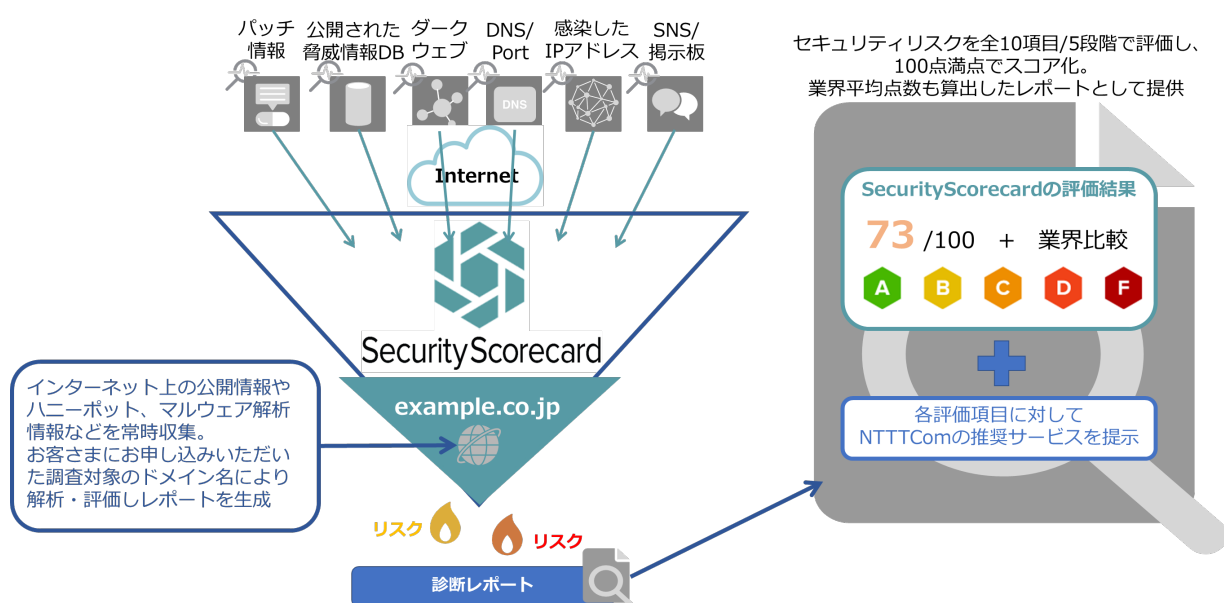 パッチ
情報
公開された
脅威情報DB
ダーク
ウェブ
DNS/
Port
感染した
IPアドレス
SNS/
掲示板
DNS
Internet
SecurityScorecard
example.co.jp
インターネット上の公開情報や
ハニーポット、マルウェア解析
情報などを常時収集。
お客さまにお申し込みいただい
た調査対象のドメイン名により
解析・評価しレポートを生成
リスク
リスク
診断レポート
セキュリティリスクを全10項目/5段階で評価し、
100点満点でスコア化。
業界平均点数も算出したレポートとして提供
SecurityScorecardの評価結果
73 /100 + 業界比較
A B C D F
各評価項目に対して
NTTTComの推奨サービスを提示